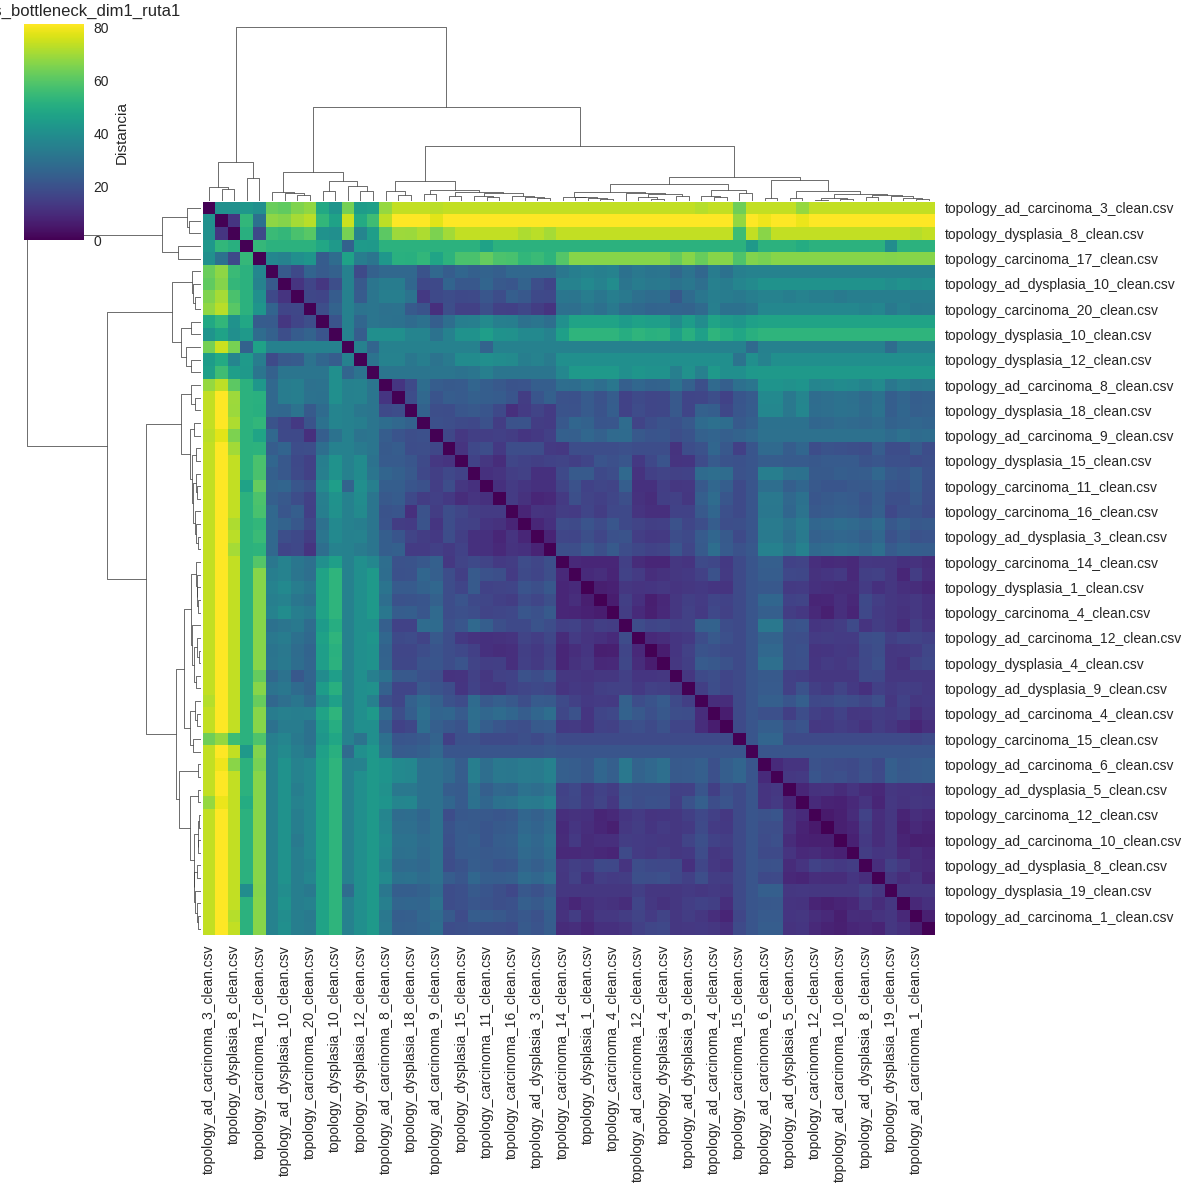 s_bottleneck_dim1_ruta1
80
60
40
20
0
Distancia
topology_ad_carcinoma_3_clean.csv
topology_dysplasia_8_clean.csv
topology_carcinoma_17_clean.csv
topology_ad_dysplasia_10_clean.csv
topology_carcinoma_20_clean.csv
topology_dysplasia_10_clean.csv
topology_dysplasia_12_clean.csv
topology_ad_carcinoma_8_clean.csv
topology_dysplasia_18_clean.csv
topology_ad_carcinoma_9_clean.csv
topology_dysplasia_15_clean.csv
topology_carcinoma_11_clean.csv
topology_carcinoma_16_clean.csv
topology_ad_dysplasia_3_clean.csv
topology_carcinoma_14_clean.csv
topology_dysplasia_1_clean.csv
topology_carcinoma_4_clean.csv
topology_ad_carcinoma_12_clean.csv
topology_dysplasia_4_clean.csv
topology_ad_dysplasia_9_clean.csv
topology_ad_carcinoma_4_clean.csv
topology_carcinoma_15_clean.csv
topology_ad_carcinoma_6_clean.csv
topology_ad_dysplasia_5_clean.csv
topology_carcinoma_12_clean.csv
topology_ad_carcinoma_10_clean.csv
topology_ad_dysplasia_8_clean.csv
topology_dysplasia_19_clean.csv
topology_ad_carcinoma_1_clean.csv
topology_ad_carcinoma_3_clean.csv
topology_dysplasia_8_clean.csv
topology_carcinoma_17_clean.csv
topology_ad_dysplasia_10_clean.csv
topology_carcinoma_20_clean.csv
topology_dysplasia_10_clean.csv
topology_dysplasia_12_clean.csv
topology_ad_carcinoma_8_clean.csv
topology_dysplasia_18_clean.csv
topology_ad_carcinoma_9_clean.csv
topology_dysplasia_15_clean.csv
topology_carcinoma_11_clean.csv
topology_carcinoma_16_clean.csv
topology_ad_dysplasia_3_clean.csv
topology_carcinoma_14_clean.csv
topology_dysplasia_1_clean.csv
topology_carcinoma_4_clean.csv
topology_ad_carcinoma_12_clean.csv
topology_dysplasia_4_clean.csv
topology_ad_dysplasia_9_clean.csv
topology_ad_carcinoma_4_clean.csv
topology_carcinoma_15_clean.csv
topology_ad_carcinoma_6_clean.csv
topology_ad_dysplasia_5_clean.csv
topology_carcinoma_12_clean.csv
topology_ad_carcinoma_10_clean.csv
topology_ad_dysplasia_8_clean.csv
topology_dysplasia_19_clean.csv
topology_ad_carcinoma_1_clean.csv